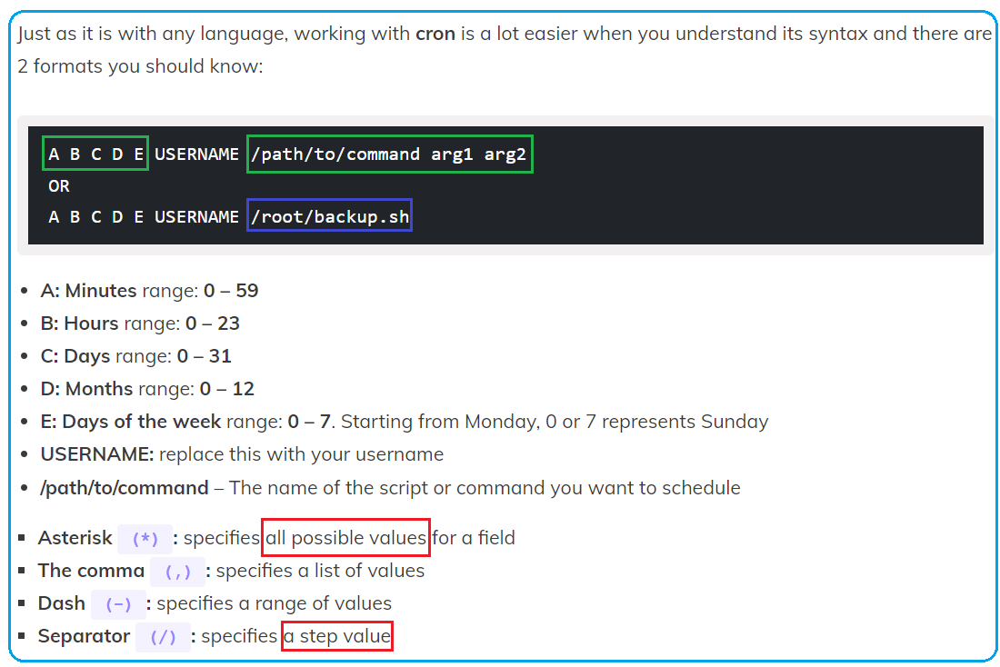 Just as it is with any language, working with cron is a lot easier when you understand its syntax and there are
2 formats you should know:
A B C D E USERNAME /path/to/command arg1 arg2
OR
A B C D E USERNAME /root/backup.sh
• A: Minutes range: 0 – 59
• B: Hours range: 0 – 23
• C: Days range: 0 – 31
• D: Months range: 0 – 12
• E: Days of the week range: 0 – 7. Starting from Monday, 0 or 7 represents Sunday
• USERNAME: replace this with your username
• /path/to/command – The name of the script or command you want to schedule
▪ Asterisk (*) : specifies all possible values for a field
▪ The comma (,) : specifies a list of values
▪ Dash (-) : specifies a range of values
▪ Separator (/) : specifies a step value